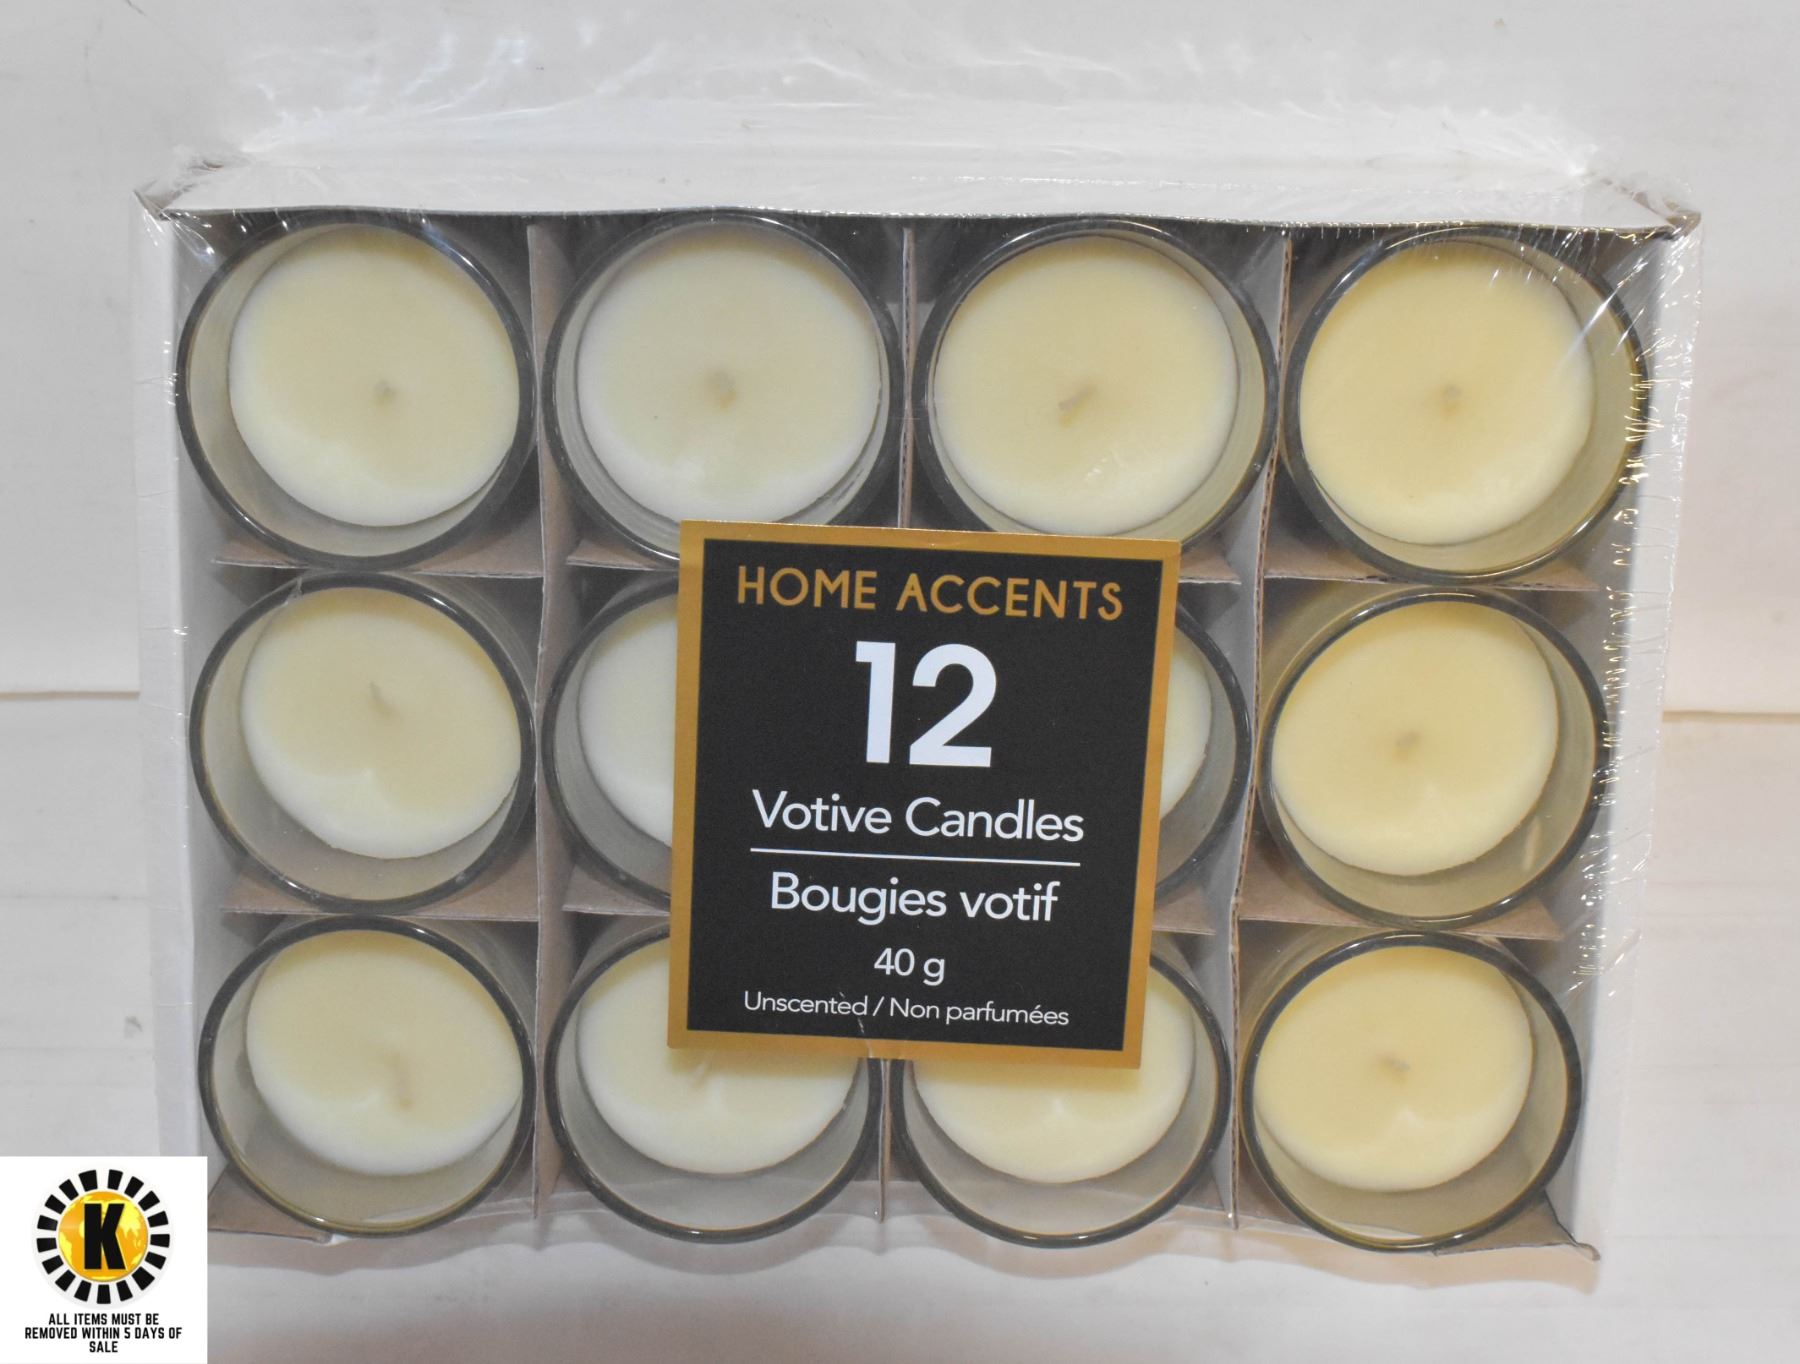 HOME ACCENTS
12
Votive Candles
Bougies votif
40 g
Unscented / Non parfumées
K
ALL ITEMS MUST BE
REMOVED WITHIN 5 DAYS OF
SALE